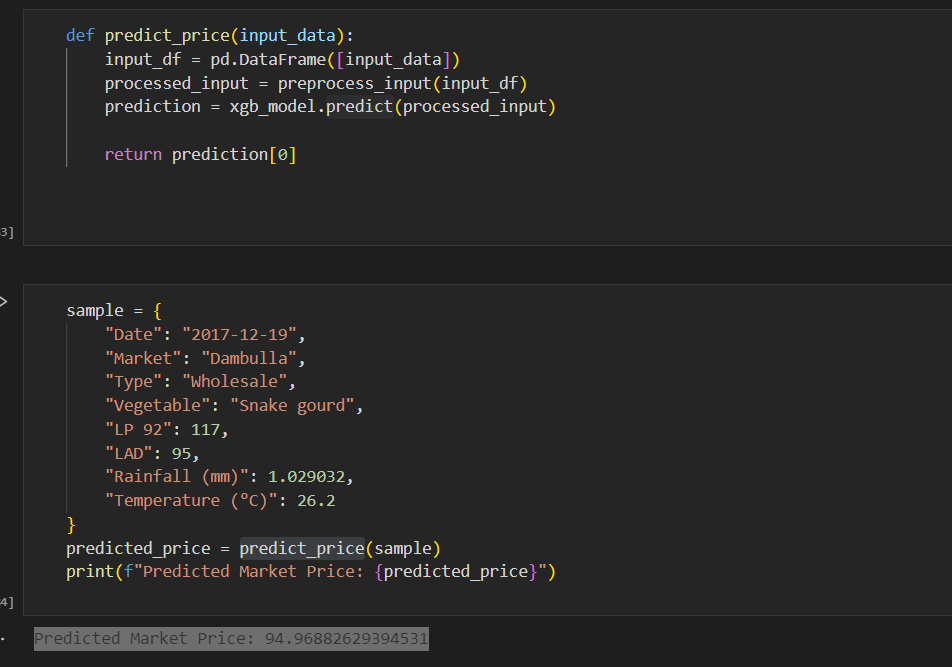 def predict_price(input_data):
    input_df = pd.DataFrame([input_data])
    processed_input = preprocess_input(input_df)
    prediction = xgb_model.predict(processed_input)
    return prediction[0]
3]
sample = {
    "Date": "2017-12-19",
    "Market": "Dambulla",
    "Type": "Wholesale",
    "Vegetable": "Snake gourd",
    "LP 92": 117,
    "LAD": 95,
    "Rainfall (mm)": 1.029032,
    "Temperature (°C)": 26.2
}
predicted_price = predict_price(sample)
print(f"Predicted Market Price: {predicted_price}")
4]
Predicted Market Price: 94.96882629394531